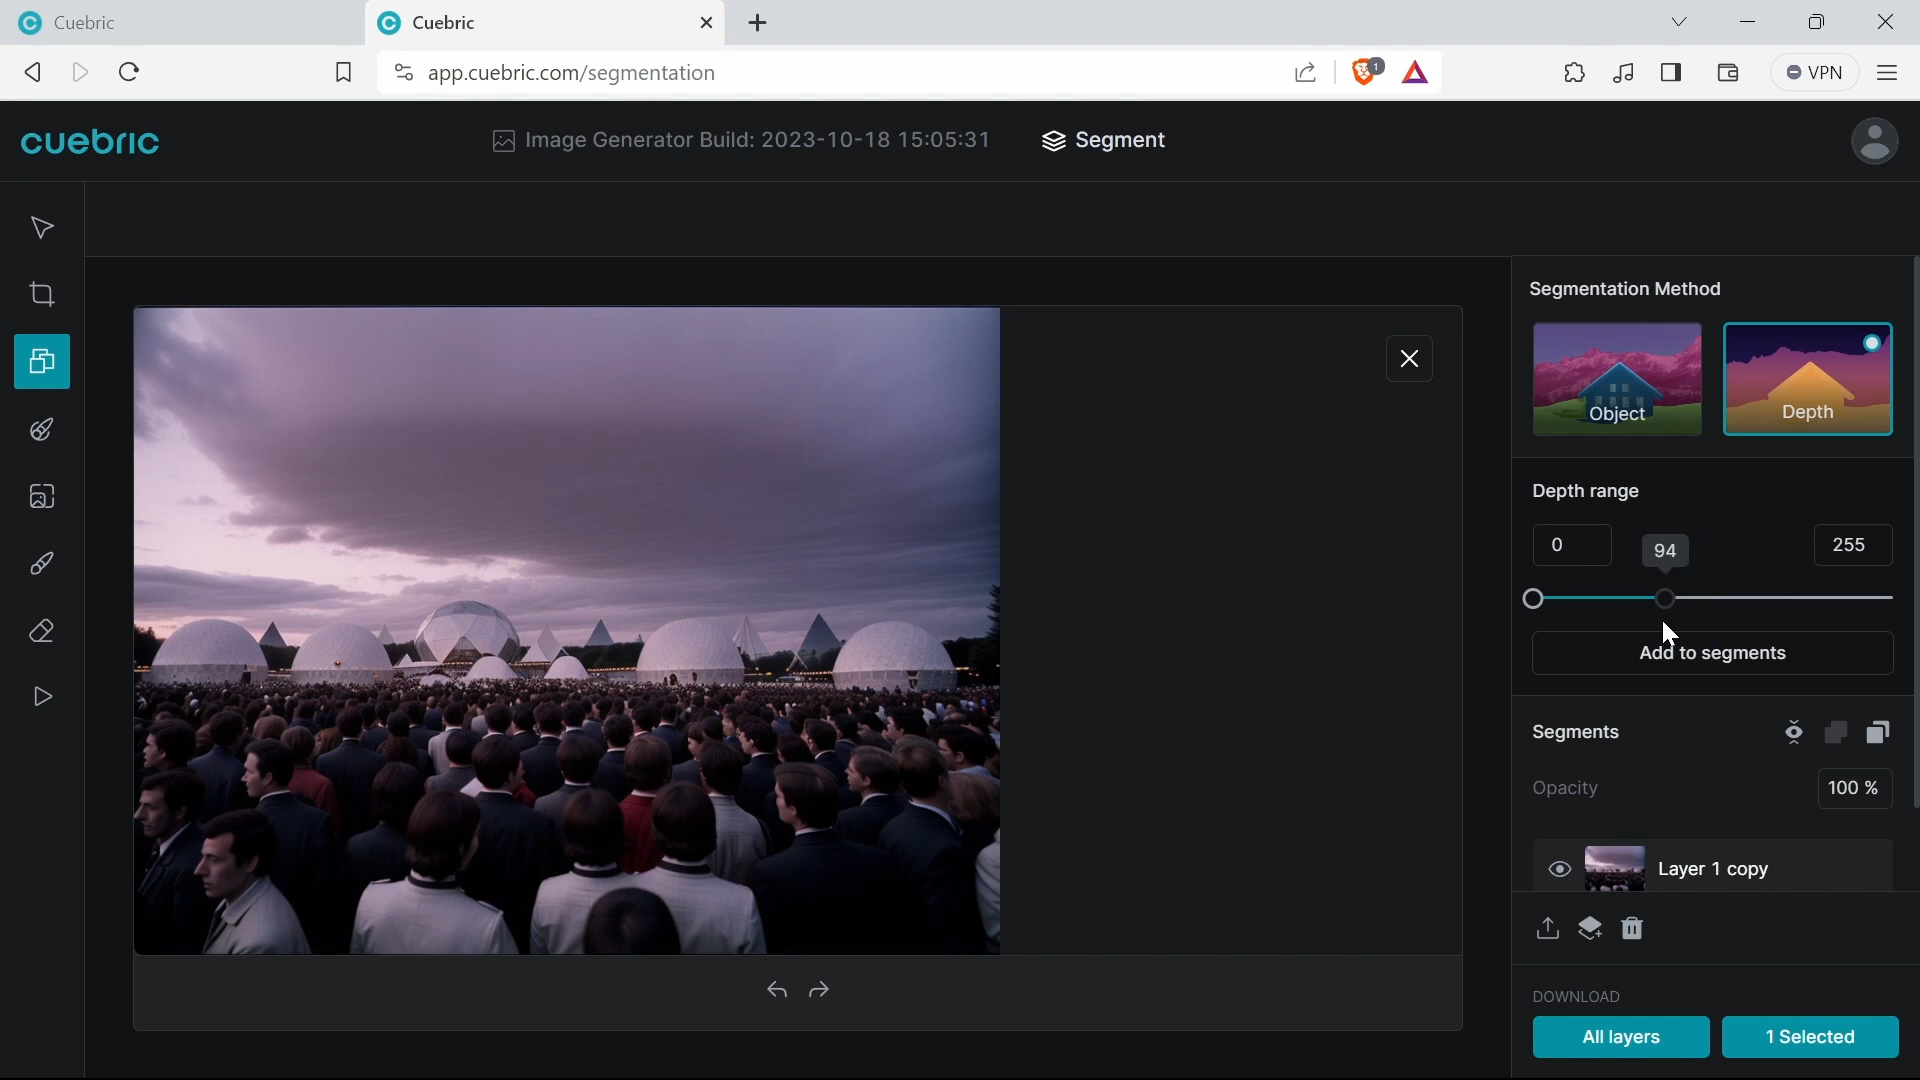 Cuebric
Cuebric
app.cuebric.com/segmentation
1
VPN
cuebric
Image Generator Build: 2023-10-18 15:05:31
Segment
Segmentation Method
Object
Depth
Depth range
0
94
255
Add to segments
Segments
Opacity
100 %
Layer 1 copy
DOWNLOAD
All layers
1 Selected